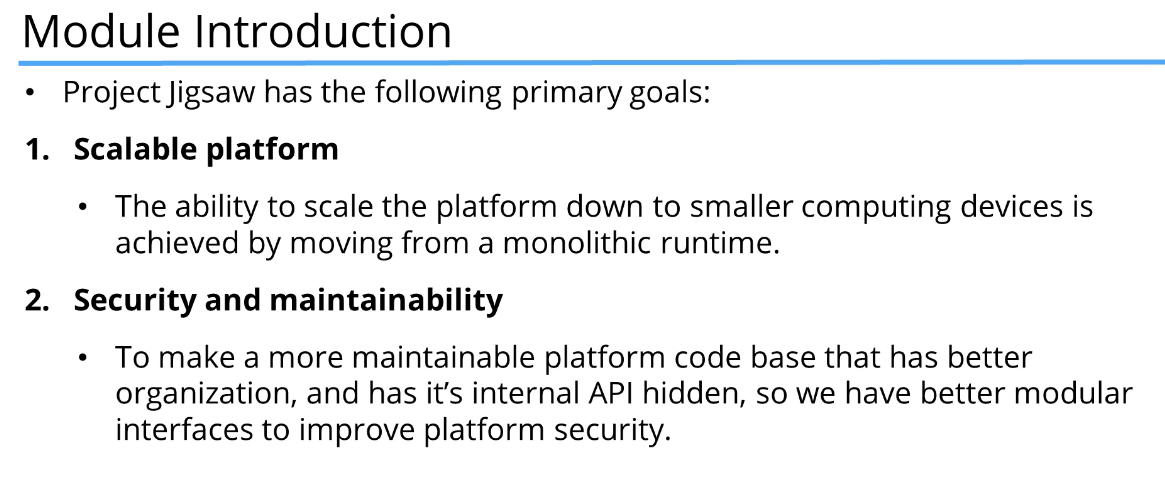 Module Introduction
• Project Jigsaw has the following primary goals:
1. Scalable platform
• The ability to scale the platform down to smaller computing devices is
achieved by moving from a monolithic runtime.
2. Security and maintainability
• To make a more maintainable platform code base that has better
organization, and has it’s internal API hidden, so we have better modular
interfaces to improve platform security.